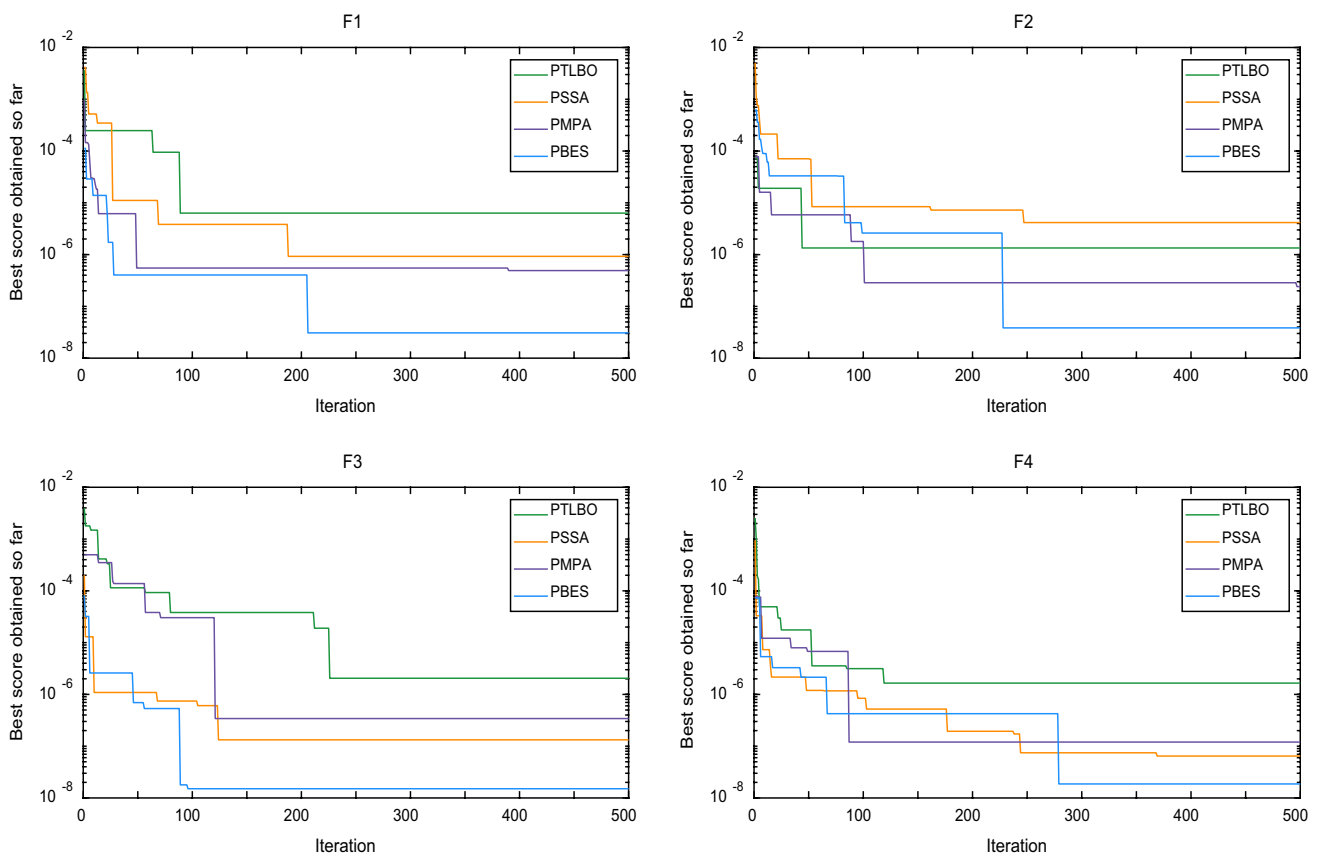 F1
10 -2
10 -4
10 -6
10 -8
Best score obtained so far
0 100 200 300 400 500
Iteration
PTLBO
PSSA
PMPA
PBES
F2
10 -2
10 -4
10 -6
10 -8
Best score obtained so far
0 100 200 300 400 500
Iteration
PTLBO
PSSA
PMPA
PBES
F3
10 -2
10 -4
10 -6
10 -8
Best score obtained so far
0 100 200 300 400 500
Iteration
PTLBO
PSSA
PMPA
PBES
F4
10 -2
10 -4
10 -6
10 -8
Best score obtained so far
0 100 200 300 400 500
Iteration
PTLBO
PSSA
PMPA
PBES